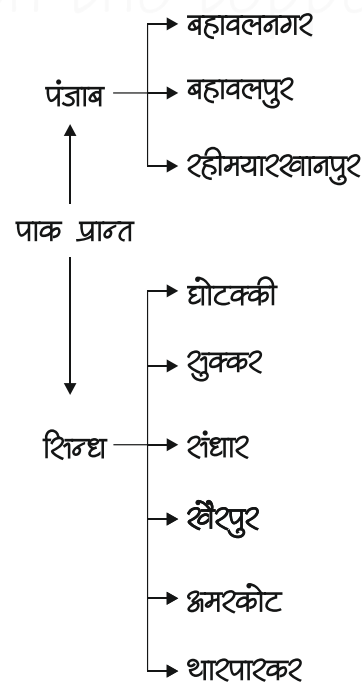 बहावलनगर
पंजाब
बहावलपुर
रहीमयारखानपुर
पाक प्रान्त
घोटक्की
सुक्कर
सिन्ध
संधार
खैरपुर
अमरकोट
थारपारकर